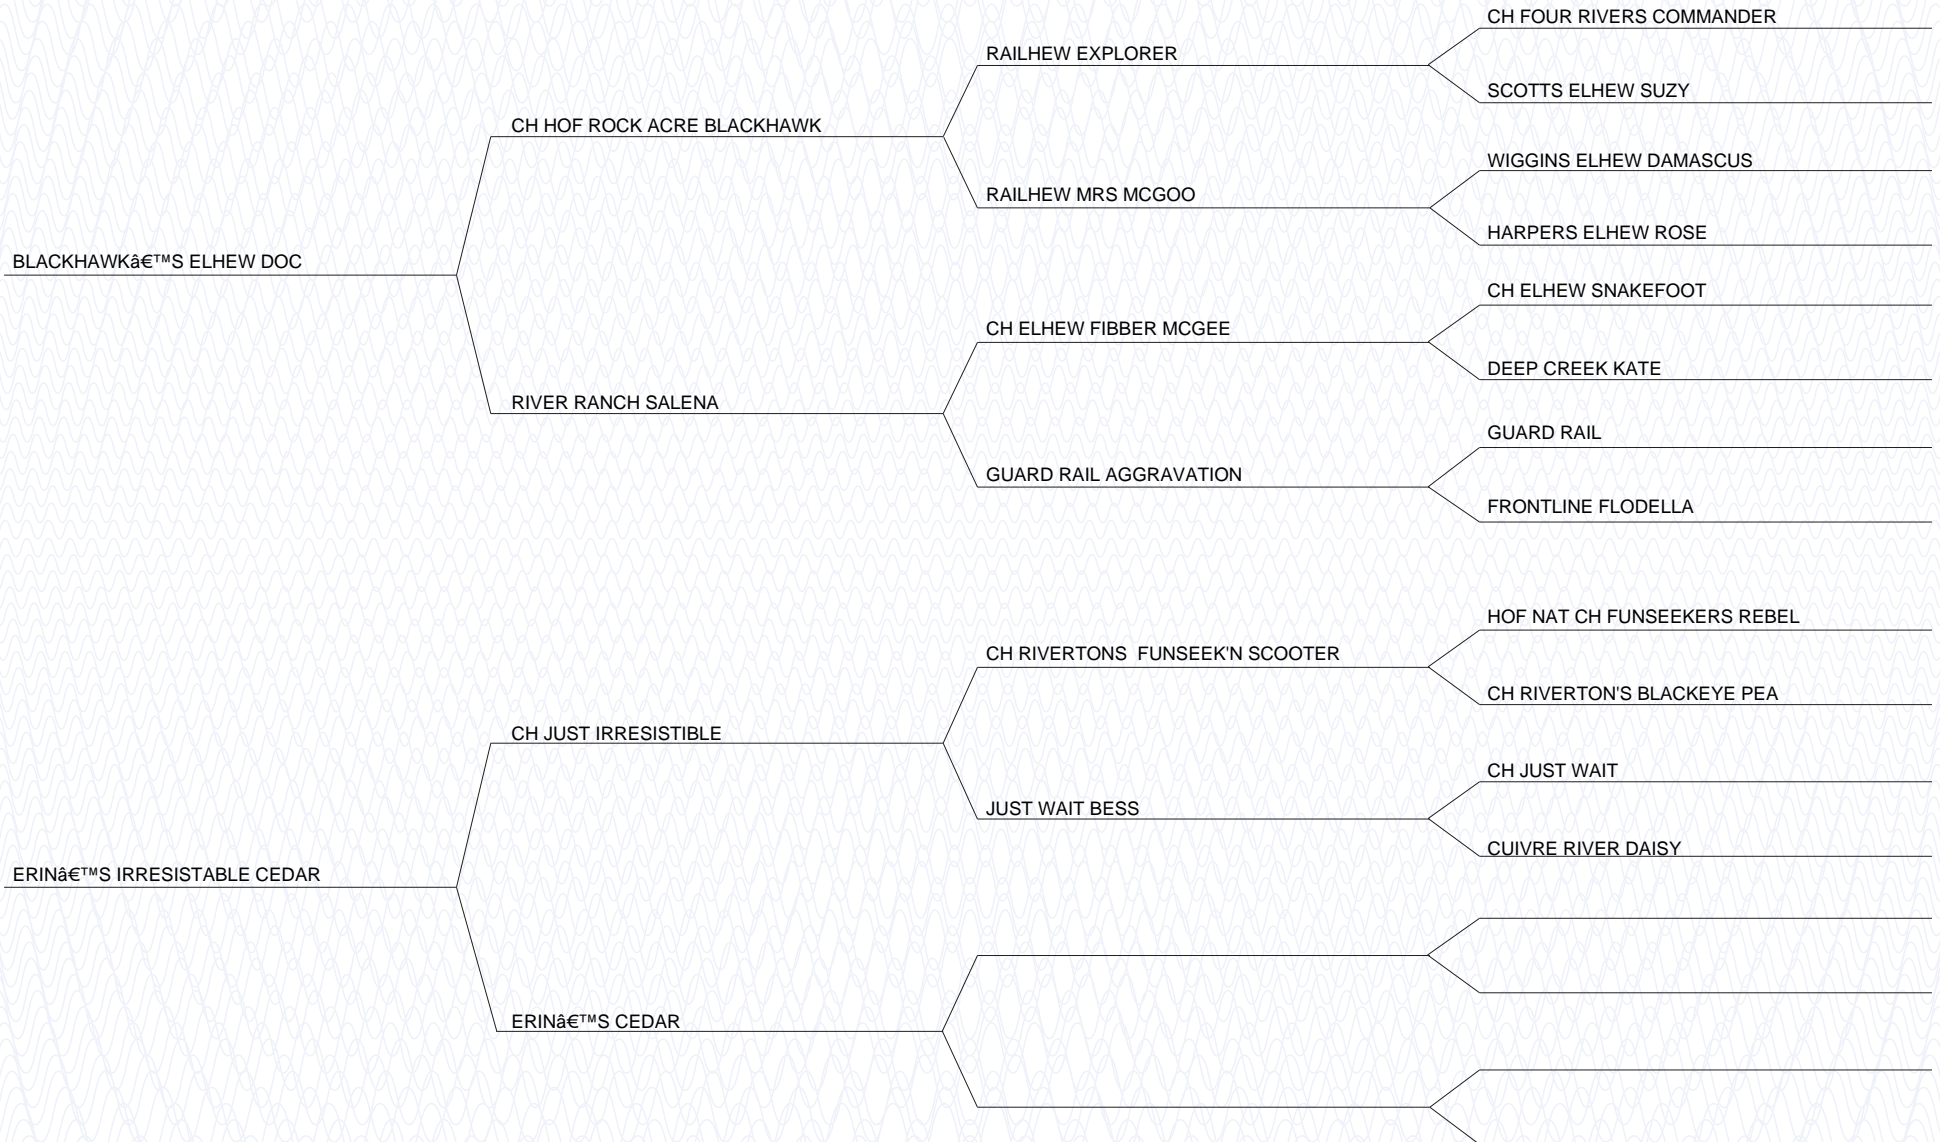 CH FOUR RIVERS COMMANDER
RAILHEW EXPLORER
SCOTTS ELHEW SUZY
CH HOF ROCK ACRE BLACKHAWK
WIGGINS ELHEW DAMASCUS
RAILHEW MRS MCGOO
HARPERS ELHEW ROSE
BLACKHAWKâ€™S ELHEW DOC
CH ELHEW SNAKEFOOT
CH ELHEW FIBBER MCGEE
DEEP CREEK KATE
RIVER RANCH SALENA
GUARD RAIL
GUARD RAIL AGGRAVATION
FRONTLINE FLODELLA
HOF NAT CH FUNSEEKERS REBEL
CH RIVERTONS  FUNSEEK'N SCOOTER
CH RIVERTON'S BLACKEYE PEA
CH JUST IRRESISTIBLE
CH JUST WAIT
JUST WAIT BESS
CUIVRE RIVER DAISY
ERINâ€™S IRRESISTABLE CEDAR
ERINâ€™S CEDAR